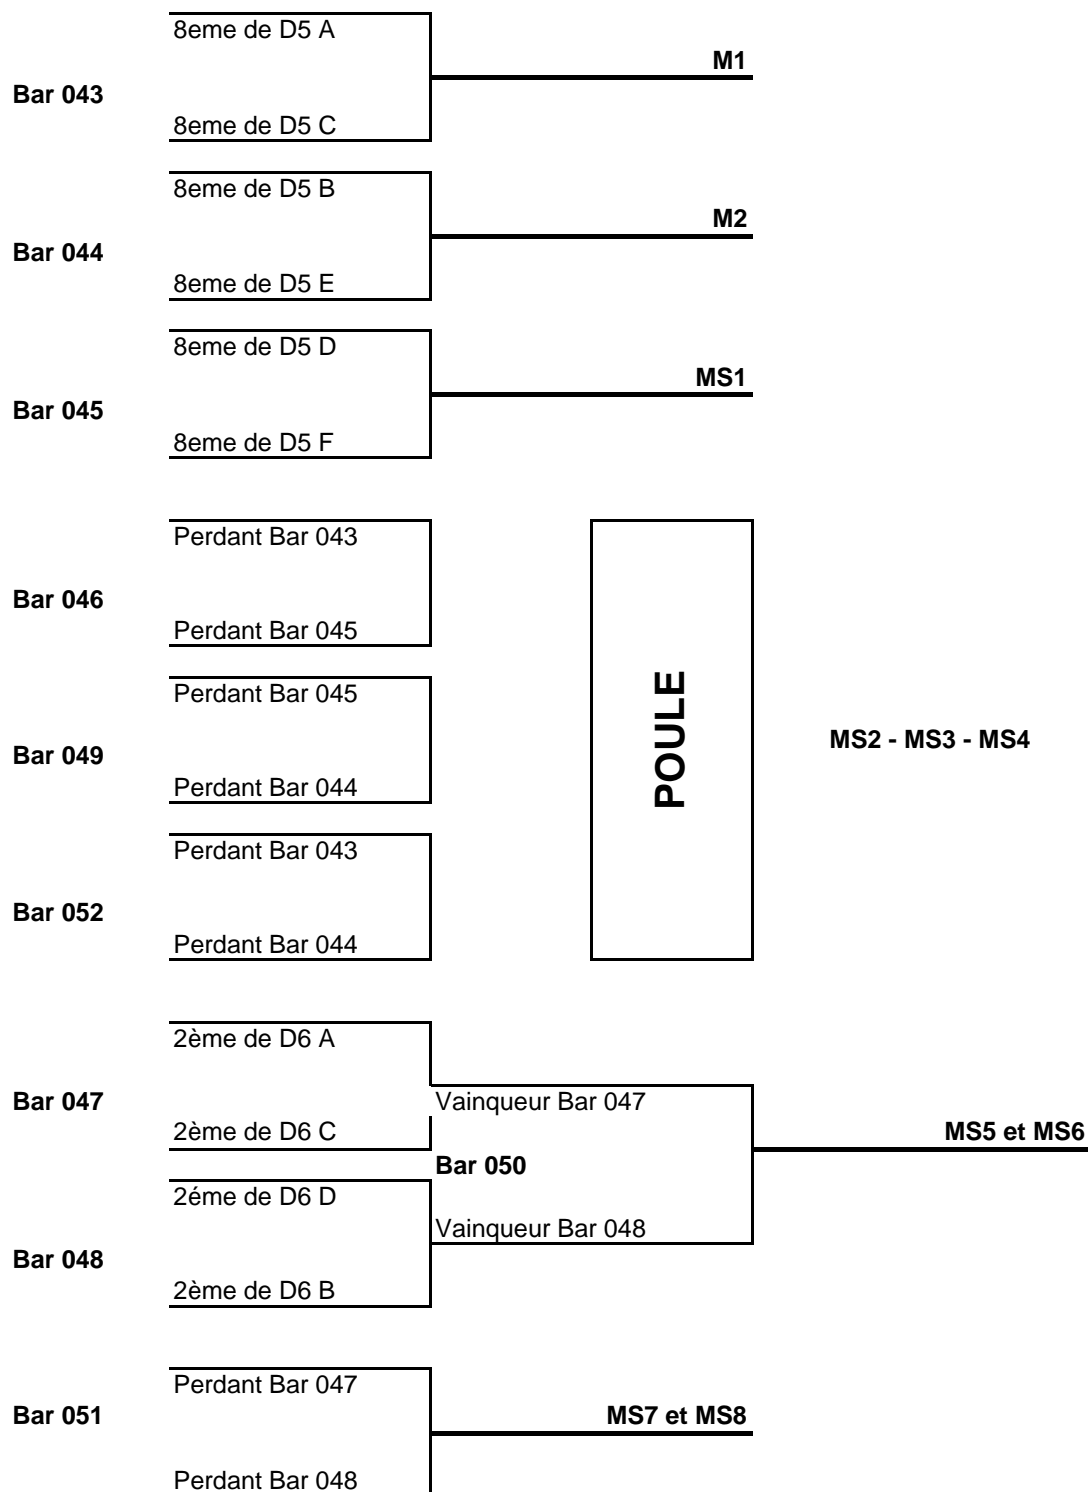 8eme de D5 A
M1
Bar 043
8eme de D5 C
8eme de D5 B
M2
Bar 044
8eme de D5 E
8eme de D5 D
MS1
Bar 045
8eme de D5 F
Perdant Bar 043
Bar 046
Perdant Bar 045
Perdant Bar 045
Bar 049
Perdant Bar 044
Perdant Bar 043
Bar 052
Perdant Bar 044
POULE
MS2 - MS3 - MS4
2ème de D6 A
Bar 047
Vainqueur Bar 047
2ème de D6 C
MS5 et MS6
Bar 050
2éme de D6 D
Vainqueur Bar 048
Bar 048
2ème de D6 B
Perdant Bar 047
Bar 051
MS7 et MS8
Perdant Bar 048